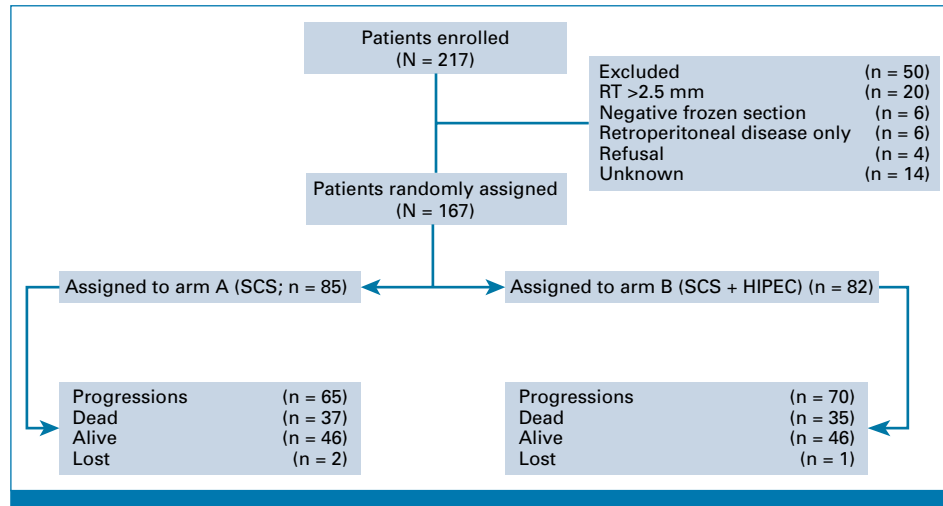 Patients enrolled
(N = 217)
Excluded (n = 50)
RT >2.5 mm (n = 20)
Negative frozen section (n = 6)
Retroperitoneal disease only (n = 6)
Refusal (n = 4)
Unknown (n = 14)
Patients randomly assigned
(N = 167)
Assigned to arm A (SCS; n = 85)
Assigned to arm B (SCS + HIPEC) (n = 82)
Progressions (n = 65)
Dead (n = 37)
Alive (n = 46)
Lost (n = 2)
Progressions (n = 70)
Dead (n = 35)
Alive (n = 46)
Lost (n = 1)